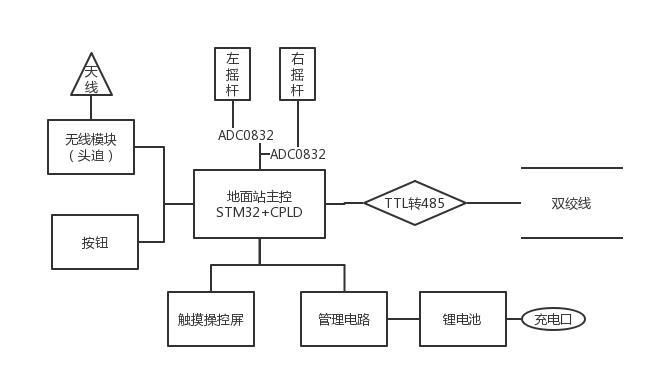 天
线
左
摇
杆
右
摇
杆
ADC0832
ADC0832
无线模块
（头追）
地面站主控
STM32+CPLD
TTL转485
双绞线
按钮
触摸操控屏
管理电路
锂电池
充电口